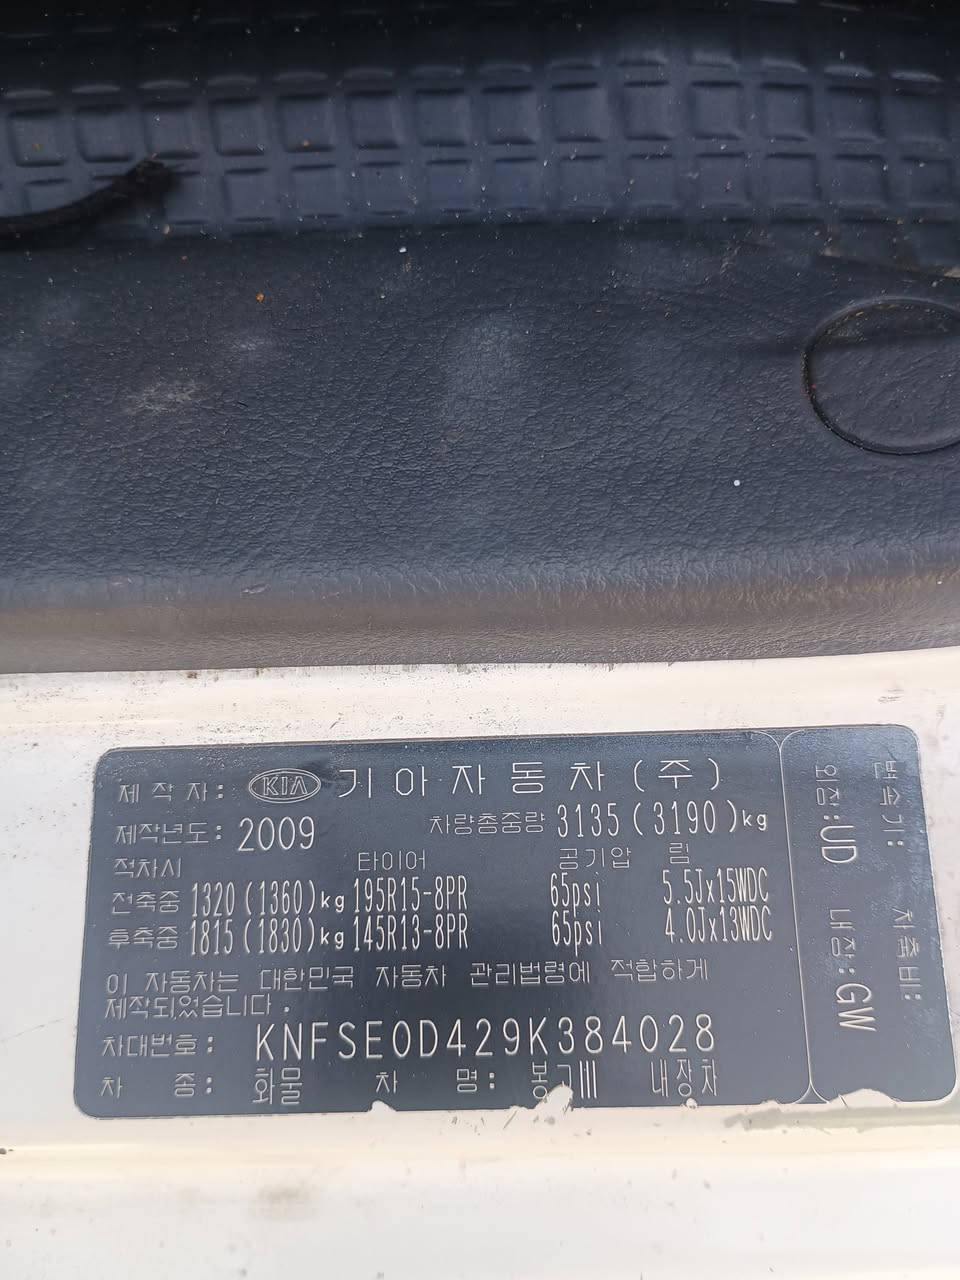 제작자: KIA 기아자동차(주)
제작년도: 2009 차량총중량 3135(3190)kg
적차시 타이어 공기압 림
전축중 1320(1360)kg 195R15-8PR 65psi 5.5Jx15WDC
후축중 1815(1830)kg 145R13-8PR 65psi 4.0Jx13WDC
이 자동차는 대한민국 자동차 관리법령에 적합하게
제작되었습니다.
차대번호: KNFSE0D429K384028
차 종: 화물 차 명: 봉고III 내장차
변속기: 차축비:
외장:UD 내장:GW